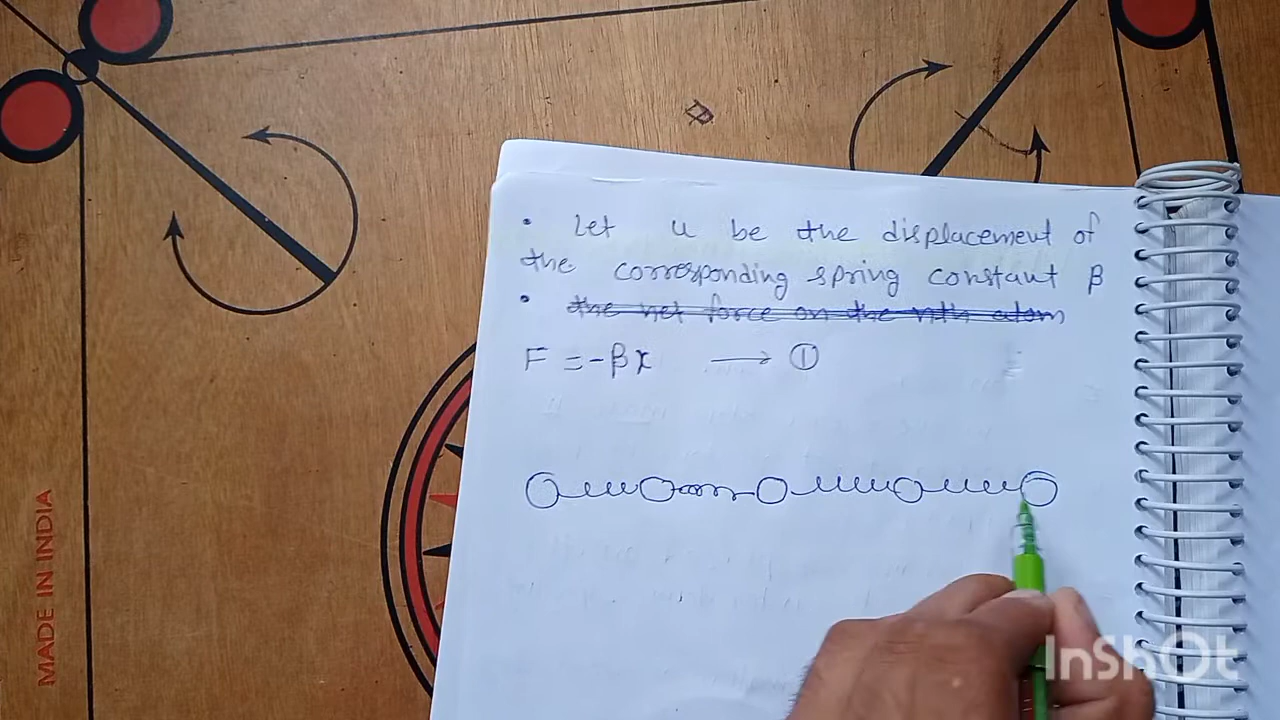 • Let u be the displacement of
the corresponding spring constant β
• the net force on the nth atom
F = -βx ⟶ ①
MADE IN INDIA
InShOt